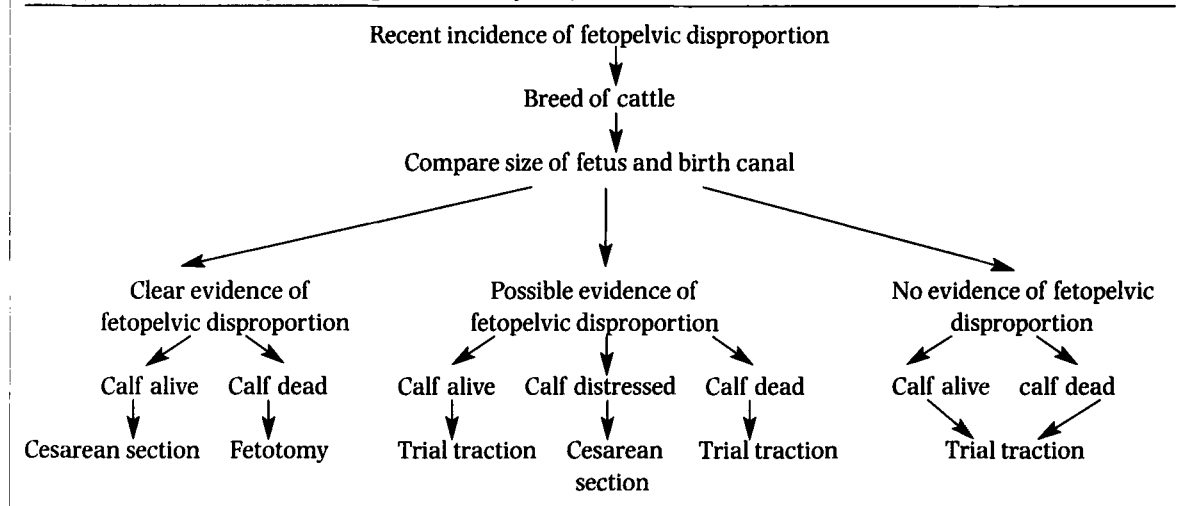 Recent incidence of fetopelvic disproportion
Breed of cattle
Compare size of fetus and birth canal
Clear evidence of
fetopelvic disproportion
Possible evidence of
fetopelvic disproportion
No evidence of fetopelvic
disproportion
Calf alive Calf dead Calf alive Calf distressed Calf dead Calf alive calf dead
Cesarean section Fetotomy Trial traction Cesarean
section Trial traction Trial traction